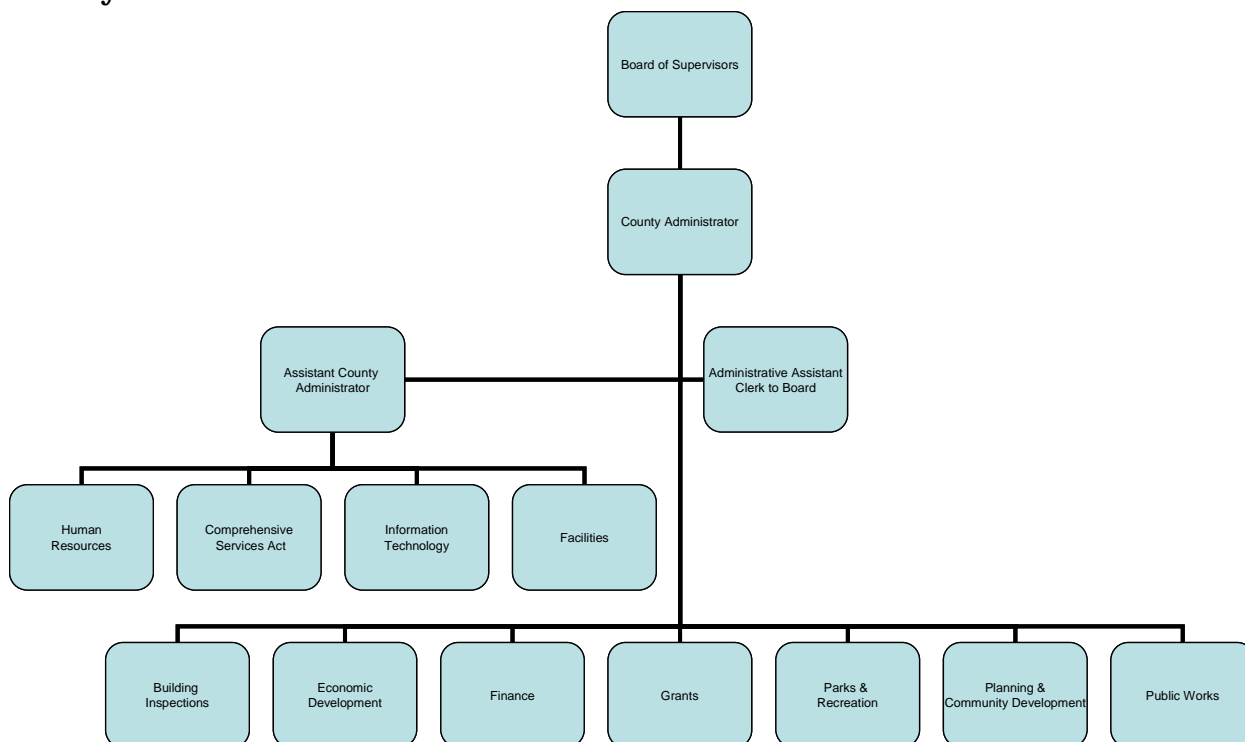 Board of Supervisors
County Administrator
Assistant County
Administrator
Administrative Assistant
Clerk to Board
Human
Resources
Comprehensive
Services Act
Information
Technology
Facilities
Building
Inspections
Economic
Development
Finance
Grants
Parks &
Recreation
Planning &
Community Development
Public Works